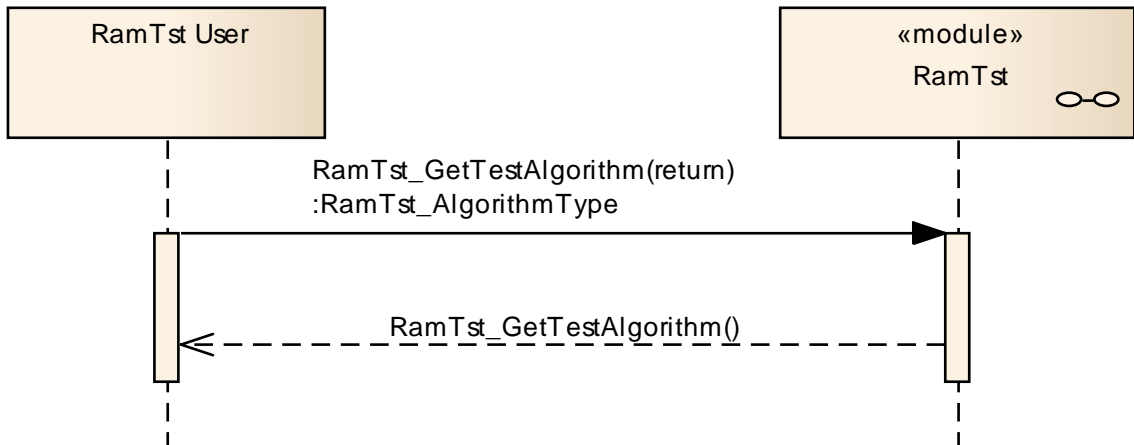 RamTst User
«module»
RamTst
RamTst_GetTestAlgorithm(return)
:RamTst_AlgorithmType
RamTst_GetTestAlgorithm()